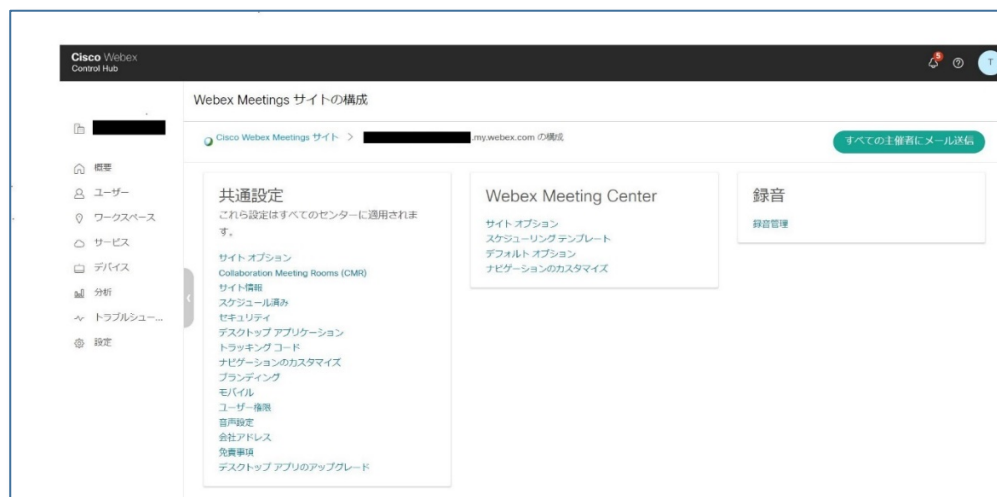 Cisco Webex
Control Hub
5
T
Webex Meetings サイトの構成
Cisco Webex Meetings サイト > .my.webex.com の構成
すべての主催者にメール送信
概要
ユーザー
ワークスペース
サービス
デバイス
分析
トラブルシュー...
設定
共通設定
これら設定はすべてのセンターに適用されま
す。
サイト オプション
Collaboration Meeting Rooms (CMR)
サイト情報
スケジュール済み
セキュリティ
デスクトップ アプリケーション
トラッキング コード
ナビゲーションのカスタマイズ
ブランディング
モバイル
ユーザー権限
音声設定
会社アドレス
免責事項
デスクトップ アプリのアップグレード
Webex Meeting Center
サイト オプション
スケジューリング テンプレート
デフォルト オプション
ナビゲーションのカスタマイズ
録音
録音管理